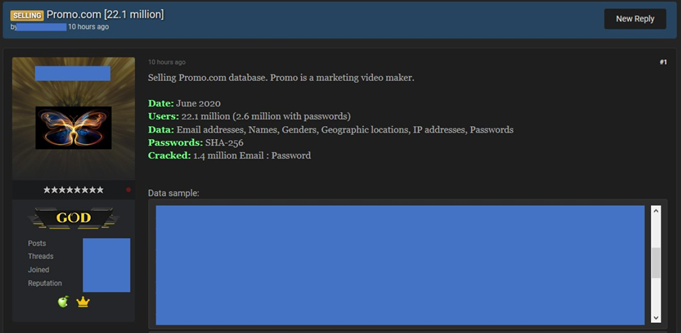 SELLING Promo.com [22.1 million]
by 10 hours ago
New Reply
10 hours ago
#1
Selling Promo.com database. Promo is a marketing video maker.
Date: June 2020
Users: 22.1 million (2.6 million with passwords)
Data: Email addresses, Names, Genders, Geographic locations, IP addresses, Passwords
Passwords: SHA-256
Cracked: 1.4 million Email : Password
Data sample:
GOD
Posts
Threads
Joined
Reputation